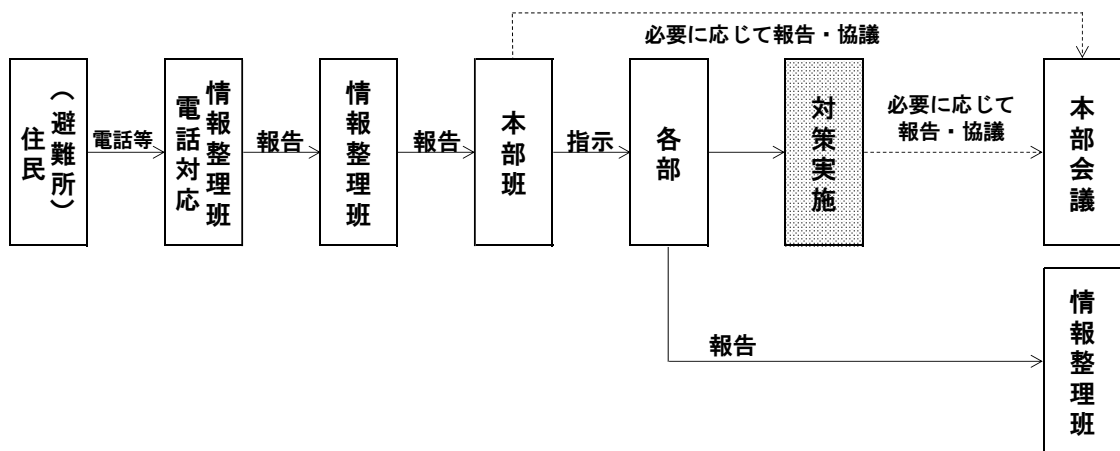 必要に応じて報告・協議
住民
（避難所）
電話等
情報整理班
電話対応
報告
情報整理班
報告
本部班
指示
各部
対策実施
必要に応じて
報告・協議
本部会議
報告
情報整理班